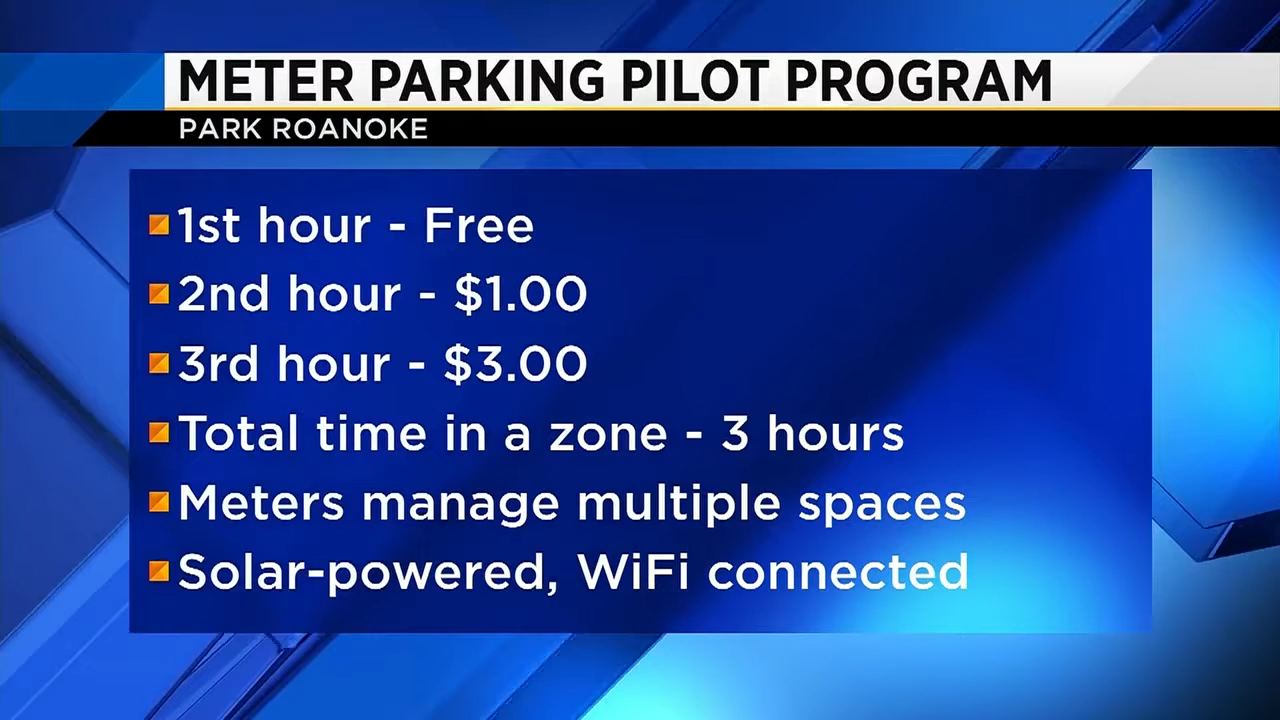 METER PARKING PILOT PROGRAM
PARK ROANOKE
1st hour - Free
2nd hour - $1.00
3rd hour - $3.00
Total time in a zone - 3 hours
Meters manage multiple spaces
Solar-powered, WiFi connected